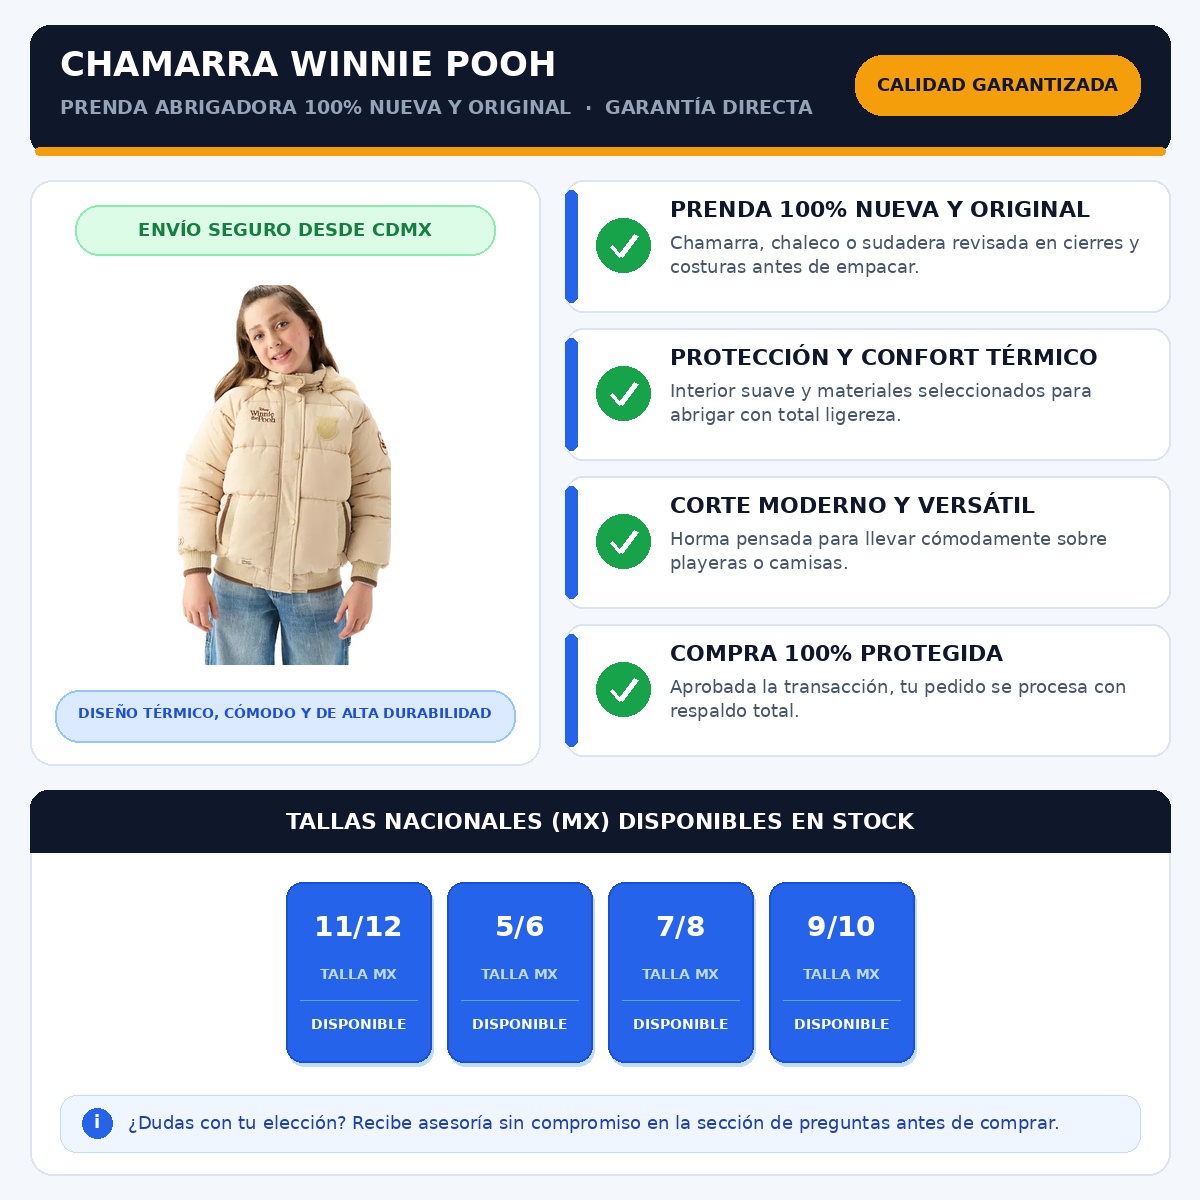 CHAMARRA WINNIE POOH
PRENDA ABRIGADORA 100% NUEVA Y ORIGINAL · GARANTÍA DIRECTA
CALIDAD GARANTIZADA
ENVÍO SEGURO DESDE CDMX
Winnie
the Pooh
DISEÑO TÉRMICO, CÓMODO Y DE ALTA DURABILIDAD
PRENDA 100% NUEVA Y ORIGINAL
Chamarra, chaleco o sudadera revisada en cierres y
costuras antes de empacar.
PROTECCIÓN Y CONFORT TÉRMICO
Interior suave y materiales seleccionados para
abrigar con total ligereza.
CORTE MODERNO Y VERSÁTIL
Horma pensada para llevar cómodamente sobre
playeras o camisas.
COMPRA 100% PROTEGIDA
Aprobada la transacción, tu pedido se procesa con
respaldo total.
TALLAS NACIONALES (MX) DISPONIBLES EN STOCK
11/12
TALLA MX
DISPONIBLE
5/6
TALLA MX
DISPONIBLE
7/8
TALLA MX
DISPONIBLE
9/10
TALLA MX
DISPONIBLE
i
¿Dudas con tu elección? Recibe asesoría sin compromiso en la sección de preguntas antes de comprar.